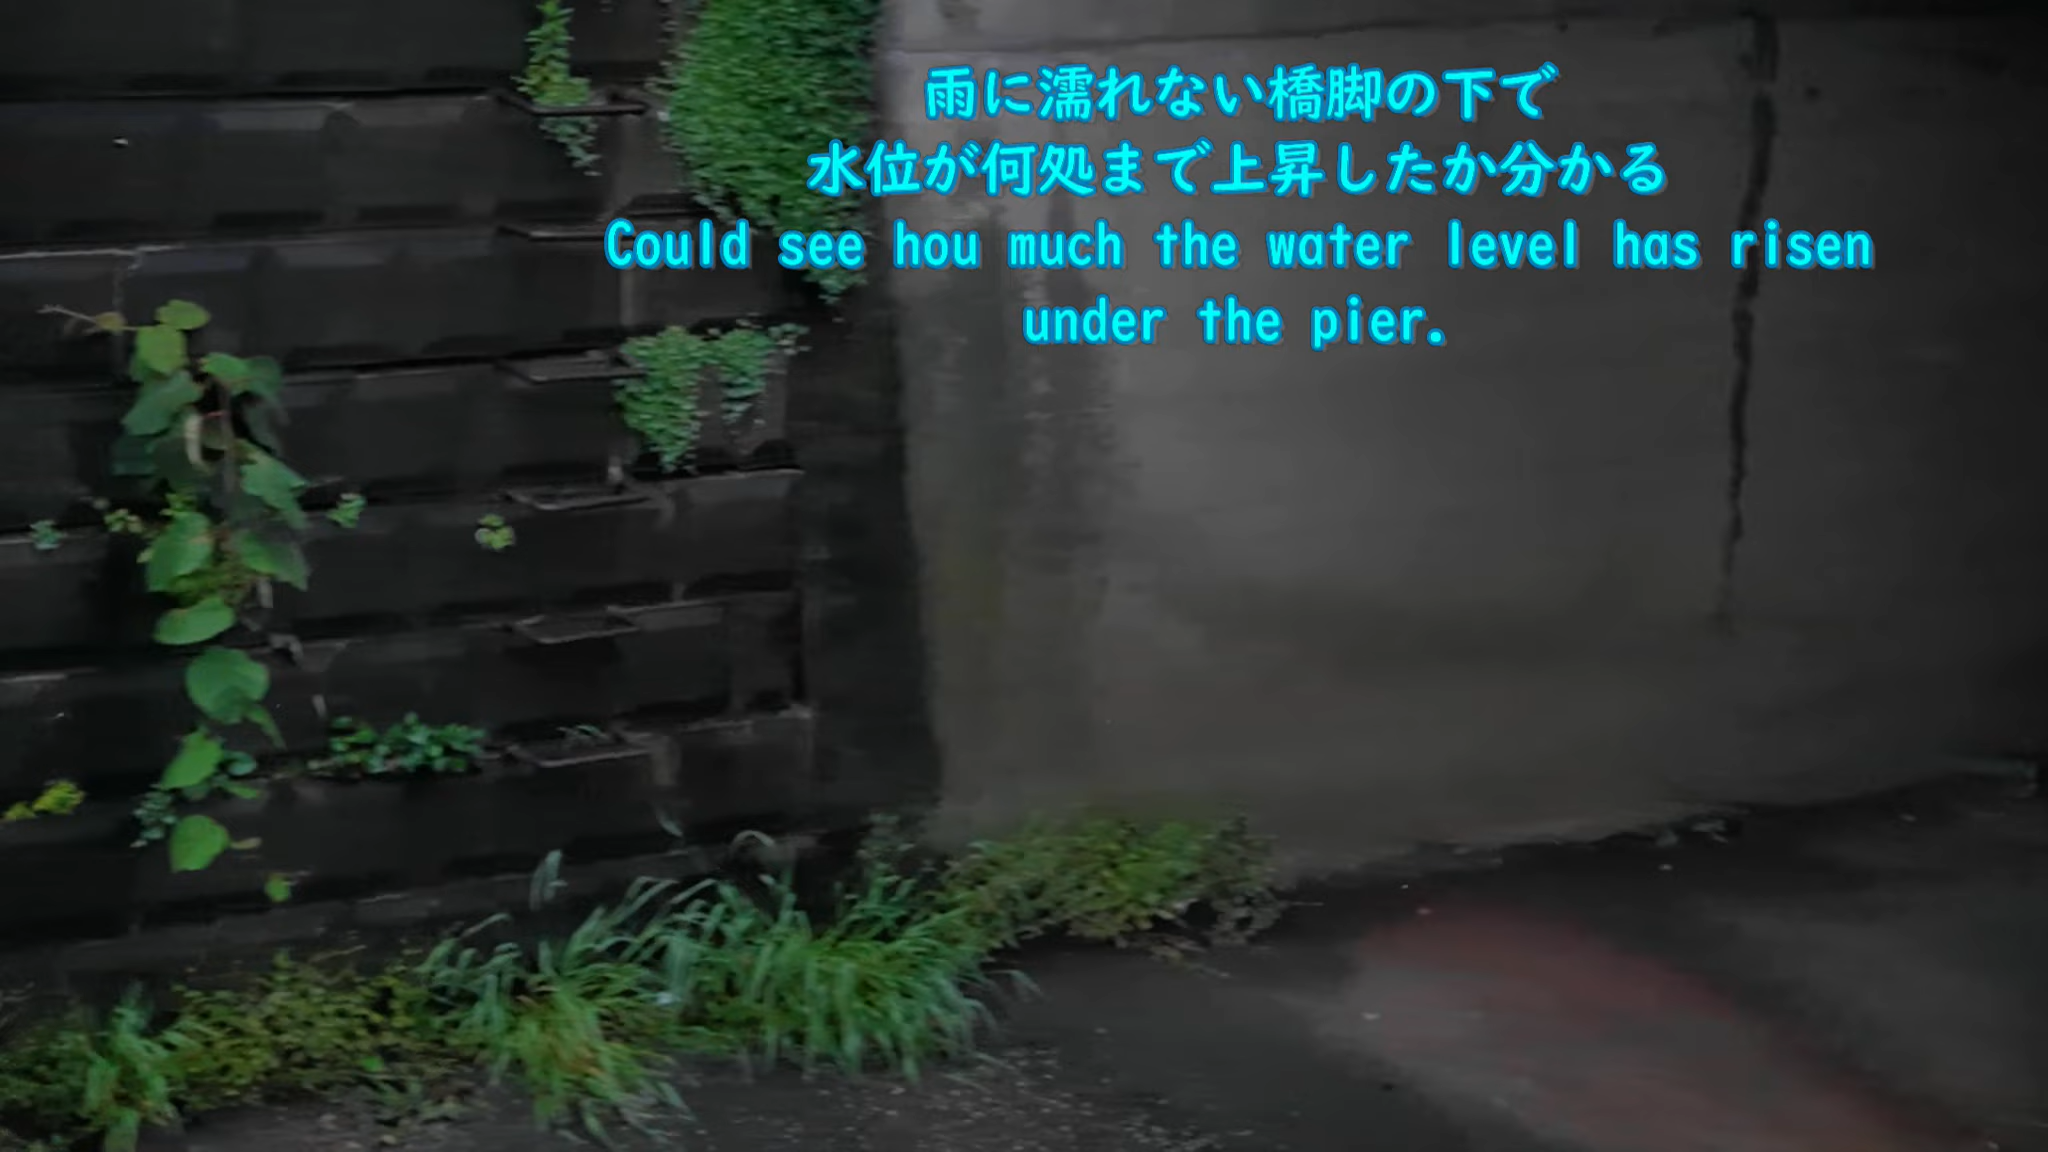 雨に濡れない橋脚の下で
水位が何処まで上昇したか分かる
Could see hou much the water level has risen
under the pier.